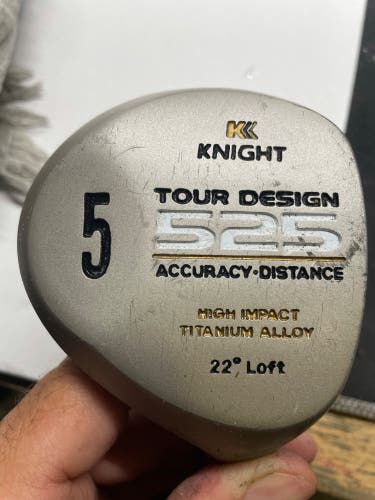 KK
KNIGHT
TOUR DESIGN
5
525
ACCURACY·DISTANCE
HIGH IMPACT
TITANIUM ALLOY
22° Loft